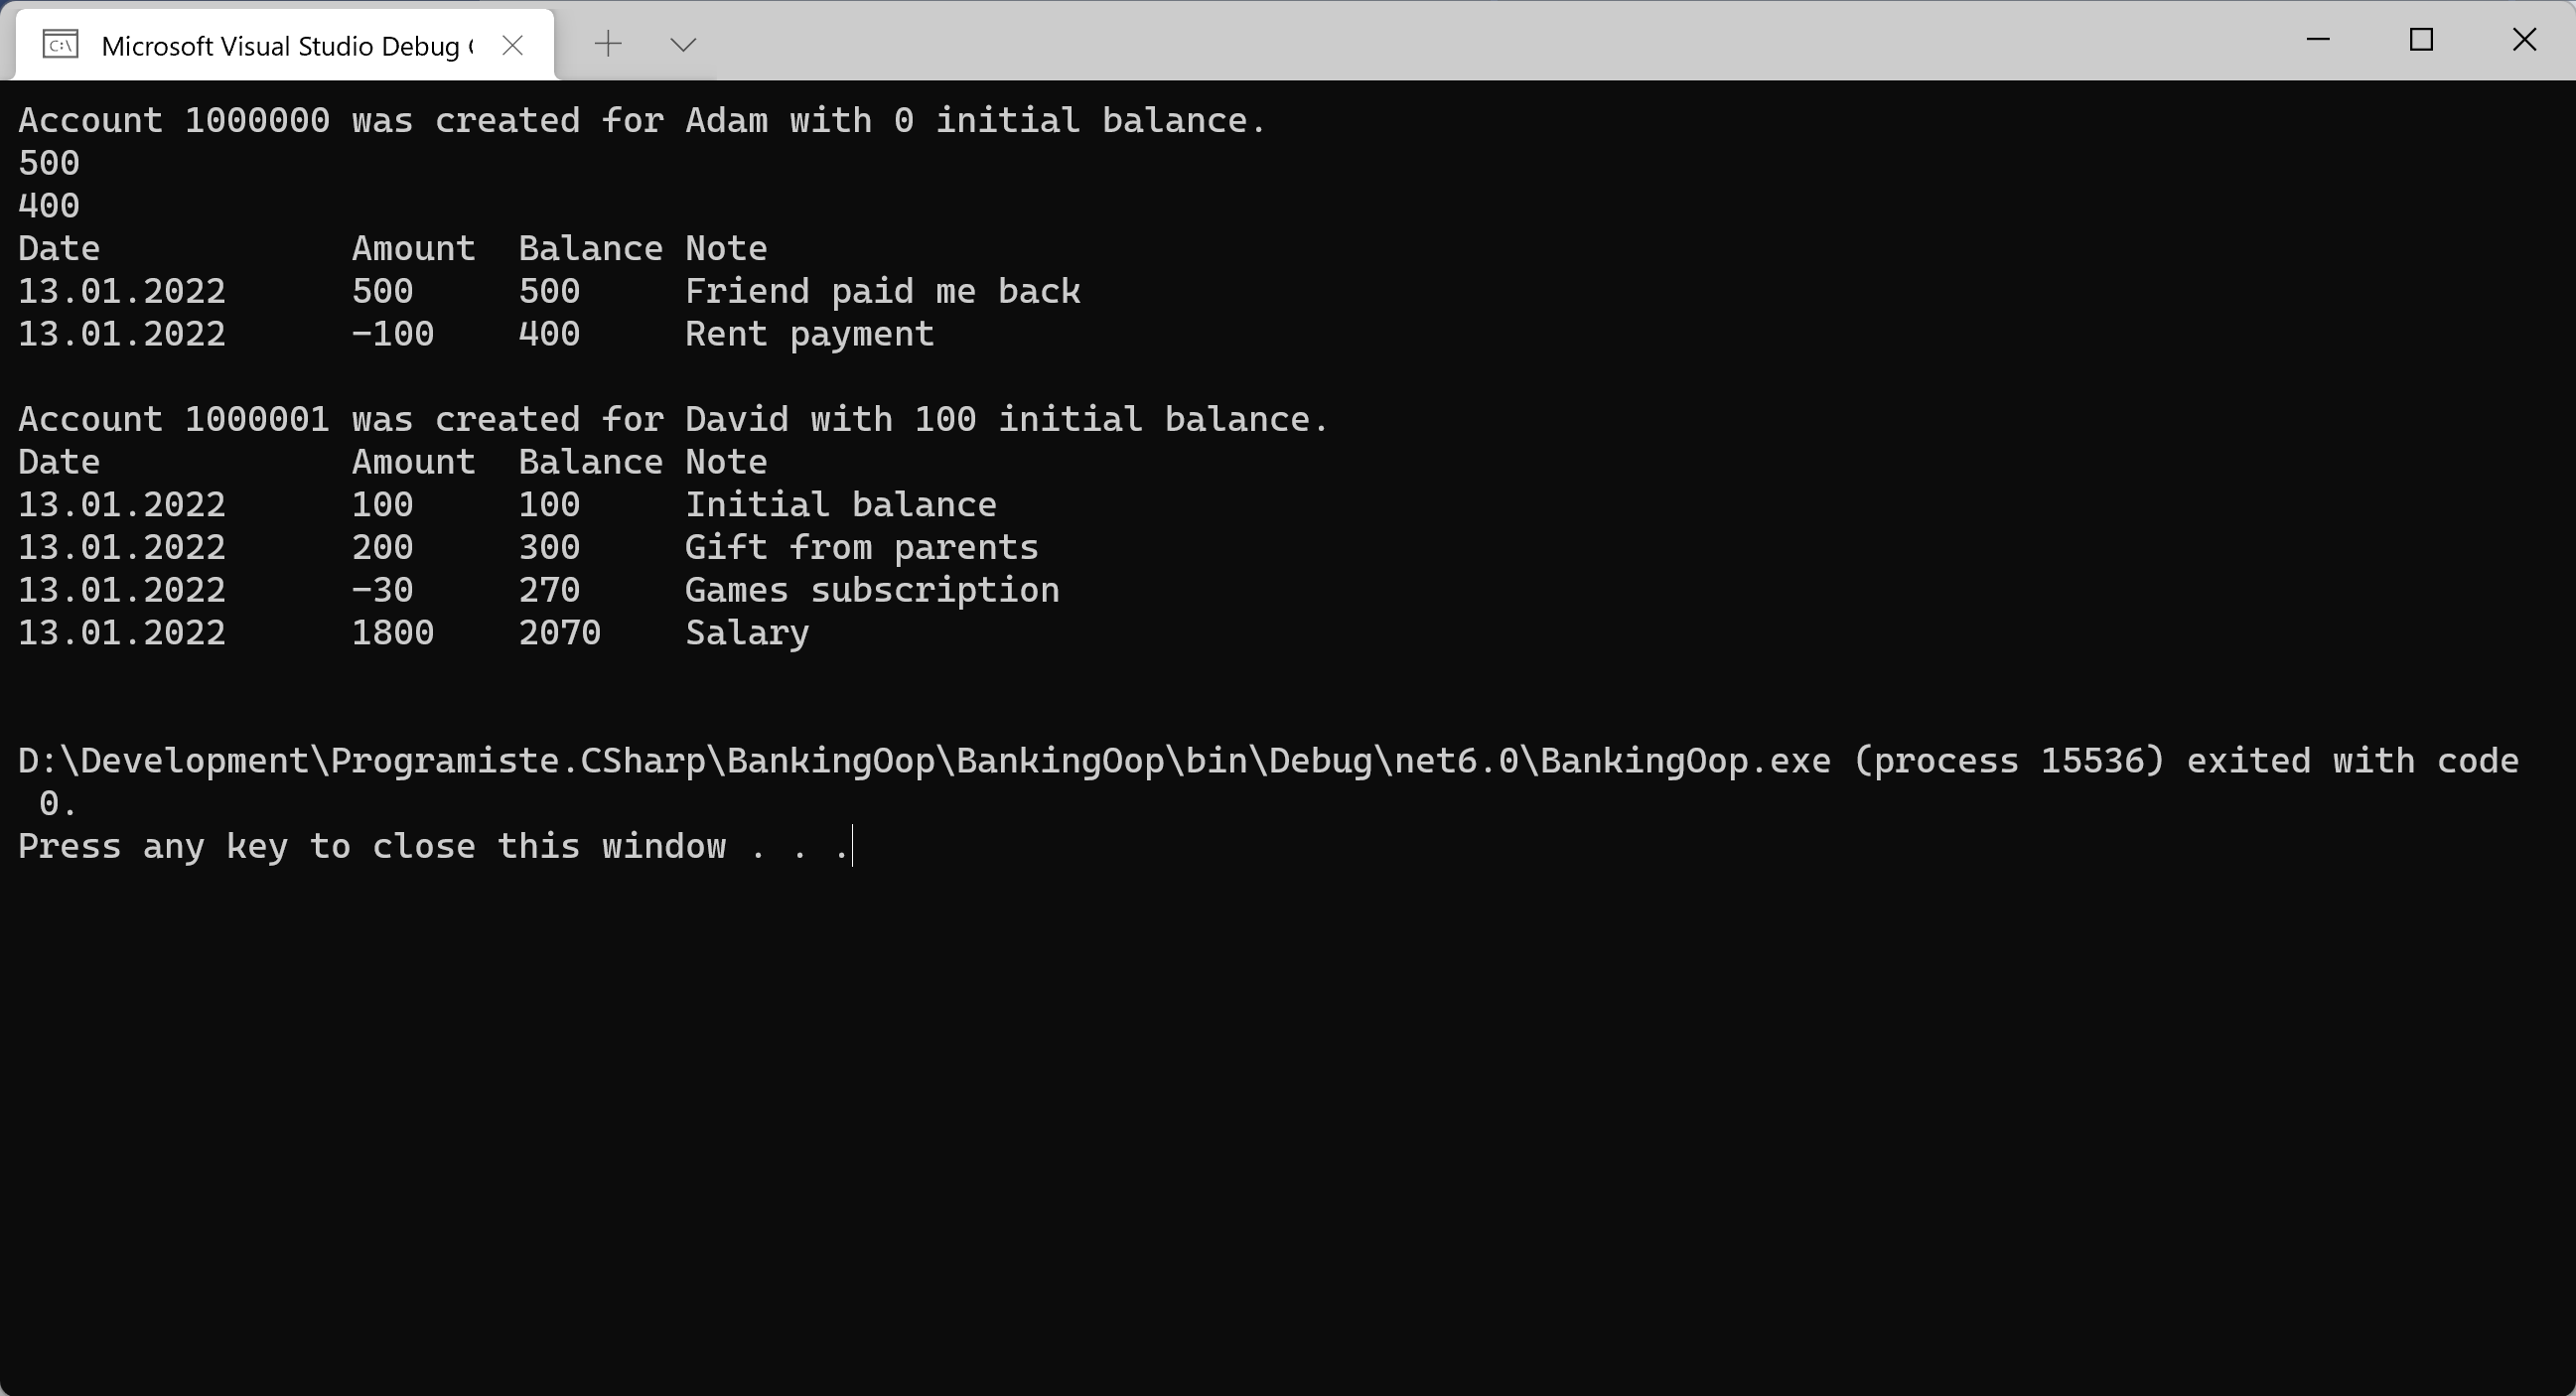 Microsoft Visual Studio Debug
Account 1000000 was created for Adam with 0 initial balance.
500
400
Date            Amount  Balance Note
13.01.2022      500     500     Friend paid me back
13.01.2022      -100    400     Rent payment
Account 1000001 was created for David with 100 initial balance.
Date            Amount  Balance Note
13.01.2022      100     100     Initial balance
13.01.2022      200     300     Gift from parents
13.01.2022      -30     270     Games subscription
13.01.2022      1800    2070    Salary
D:\Development\Programiste.CSharp\BankingOop\BankingOop\bin\Debug\net6.0\BankingOop.exe (process 15536) exited with code
 0.
Press any key to close this window . . .